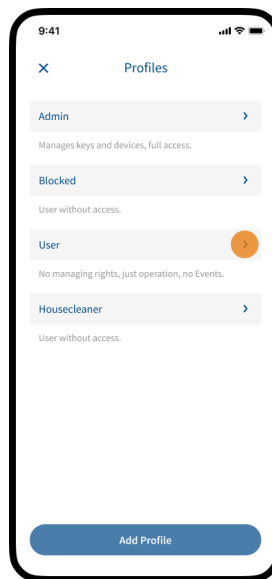 9:41
Profiles
Admin
Manages keys and devices, full access.
Blocked
User without access.
User
No managing rights, just operation, no Events.
Housecleaner
User without access.
Add Profile